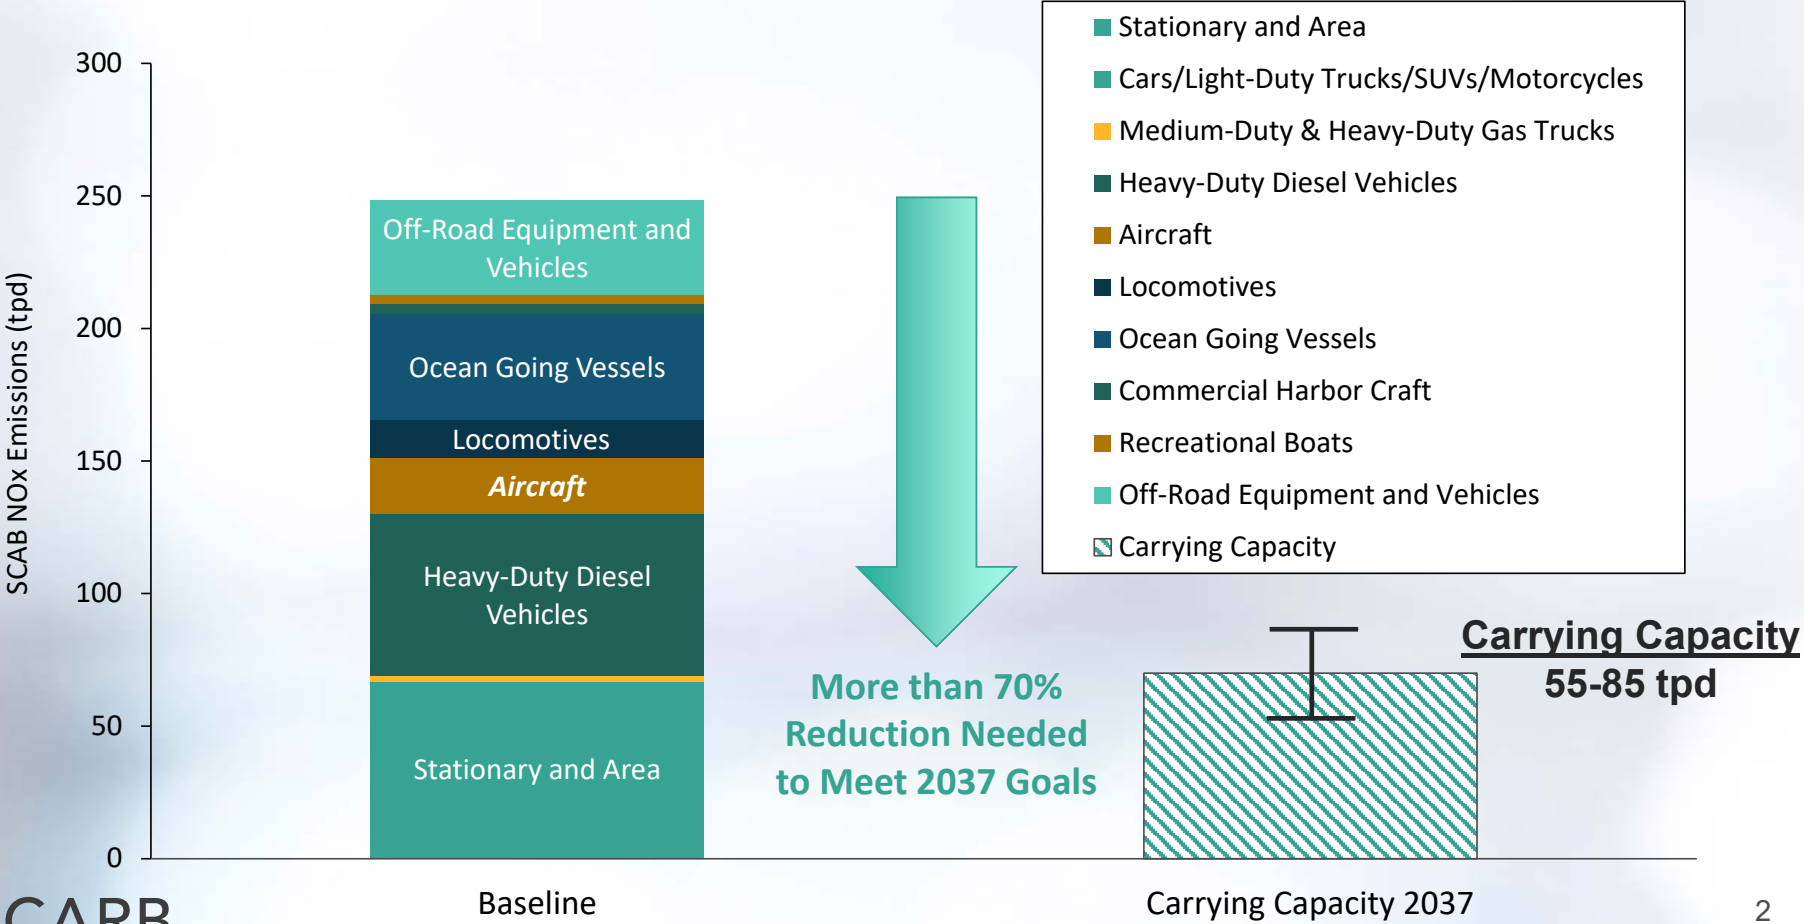 SCAB NOx Emissions (tpd)
300
250
200
150
100
50
0
Off-Road Equipment and
Vehicles
Ocean Going Vessels
Locomotives
Aircraft
Heavy-Duty Diesel
Vehicles
Stationary and Area
Baseline
More than 70%
Reduction Needed
to Meet 2037 Goals
Stationary and Area
Cars/Light-Duty Trucks/SUVs/Motorcycles
Medium-Duty & Heavy-Duty Gas Trucks
Heavy-Duty Diesel Vehicles
Aircraft
Locomotives
Ocean Going Vessels
Commercial Harbor Craft
Recreational Boats
Off-Road Equipment and Vehicles
Carrying Capacity
Carrying Capacity
55-85 tpd
Carrying Capacity 2037
CARB
2